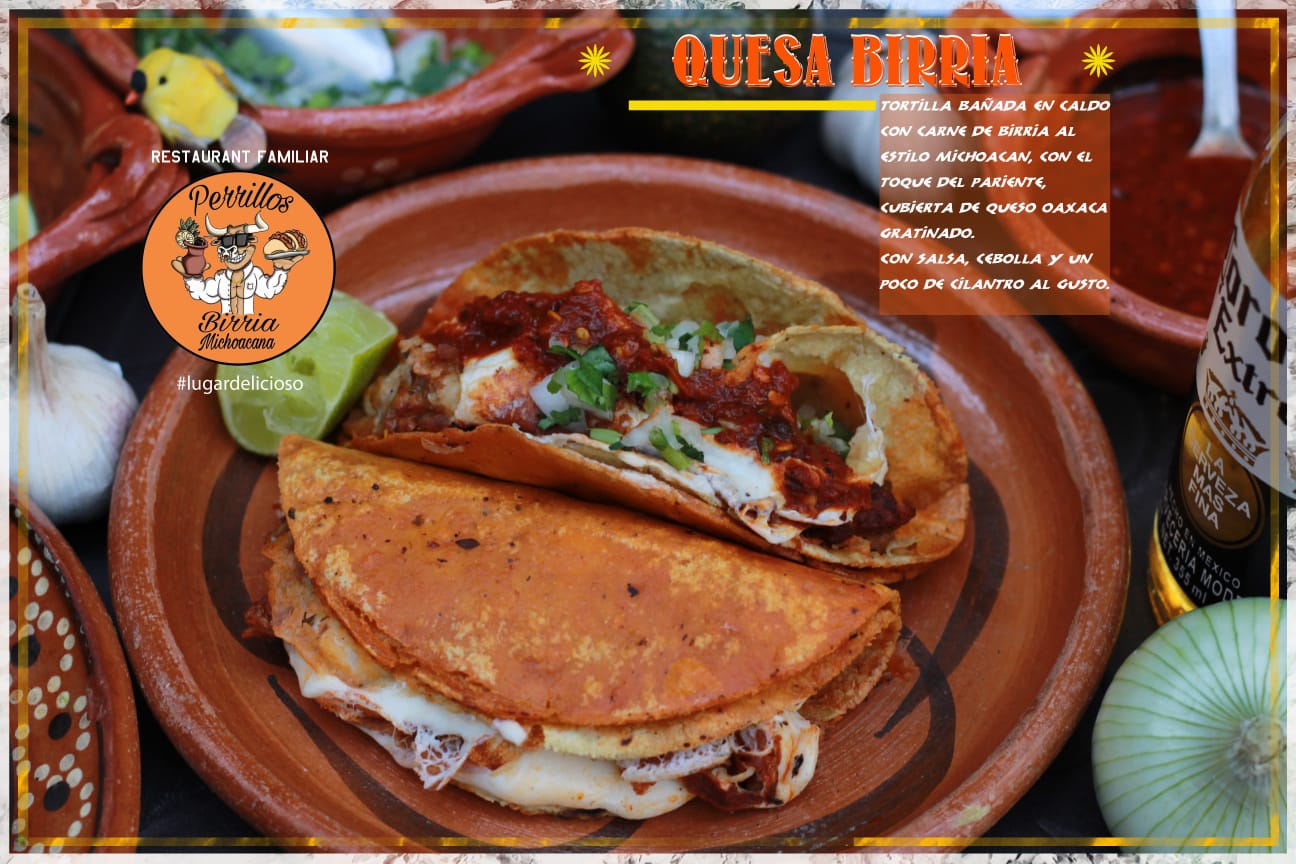 QUESA BIRRIA
TORTILLA BAÑADA EN CALDO
CON CARNE DE BIRRIA AL
ESTILO MICHOACAN, CON EL
TOQUE DEL PARIENTE,
CUBIERTA DE QUESO OAXACA
GRATINADO.
CON SALSA, CEBOLLA Y UN
POCO DE CILANTRO AL GUSTO.
RESTAURANT FAMILIAR
Perrillos
Birria
Michoacana
#lugardelicioso
Extra
LA
MAS
FINA